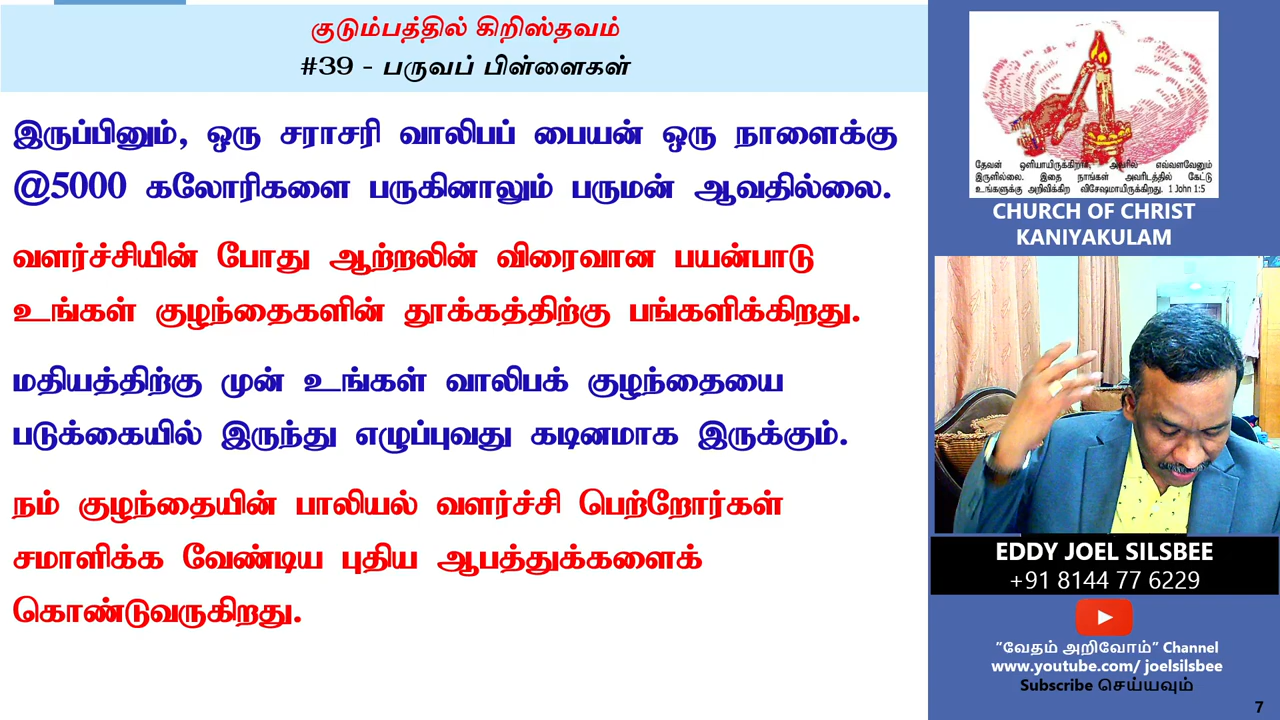 குடும்பத்தில் கிறிஸ்தவம்
#39 - பருவப் பிள்ளைகள்
இருப்பினும், ஒரு சராசரி வாலிபப் பையன் ஒரு நாளைக்கு
@5000 கலோரிகளை பருகினாலும் பருமன் ஆவதில்லை.
வளர்ச்சியின் போது ஆற்றலின் விரைவான பயன்பாடு
உங்கள் குழந்தைகளின் தூக்கத்திற்கு பங்களிக்கிறது.
மதியத்திற்கு முன் உங்கள் வாலிபக் குழந்தையை
படுக்கையில் இருந்து எழுப்புவது கடினமாக இருக்கும்.
நம் குழந்தையின் பாலியல் வளர்ச்சி பெற்றோர்கள்
சமாளிக்க வேண்டிய புதிய ஆபத்துக்களைக்
கொண்டுவருகிறது.
தேவன் ஒளியாயிருக்கிறார், அவரில் எவ்வளவேனும்
இருளில்லை. இதை நாங்கள் அவரிடத்தில் கேட்டு
உங்களுக்கு அறிவிக்கிற விசேஷமாயிருக்கிறது. 1 John 1:5
CHURCH OF CHRIST
KANIYAKULAM
EDDY JOEL SILSBEE
+91 8144 77 6229
"வேதம் அறிவோம்" Channel
www.youtube.com/ joelsilsbee
Subscribe செய்யவும்
7